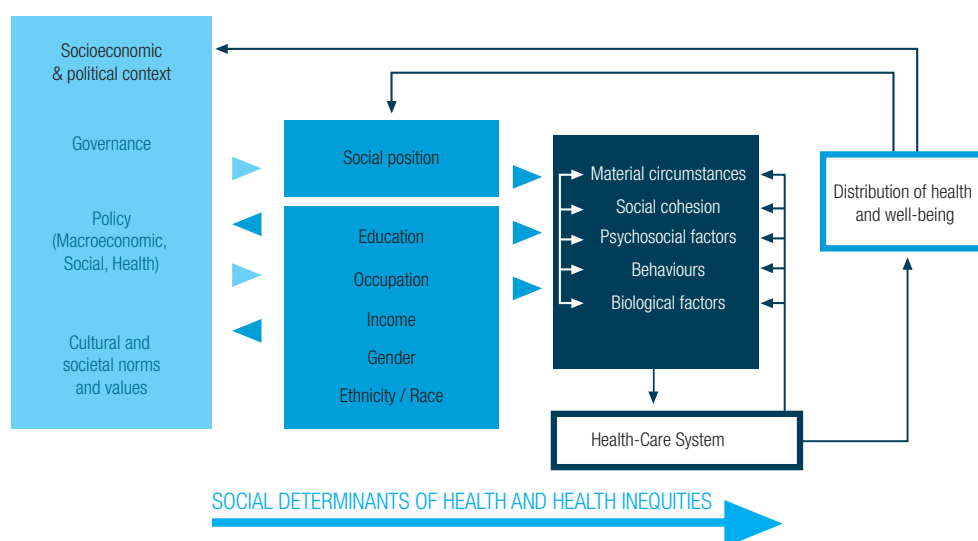 Socioeconomic
& political context
Governance
Policy
(Macroeconomic,
Social, Health)
Cultural and
societal norms
and values
Social position
Education
Occupation
Income
Gender
Ethnicity / Race
Material circumstances
Social cohesion
Psychosocial factors
Behaviours
Biological factors
Health-Care System
Distribution of health
and well-being
SOCIAL DETERMINANTS OF HEALTH AND HEALTH INEQUITIES